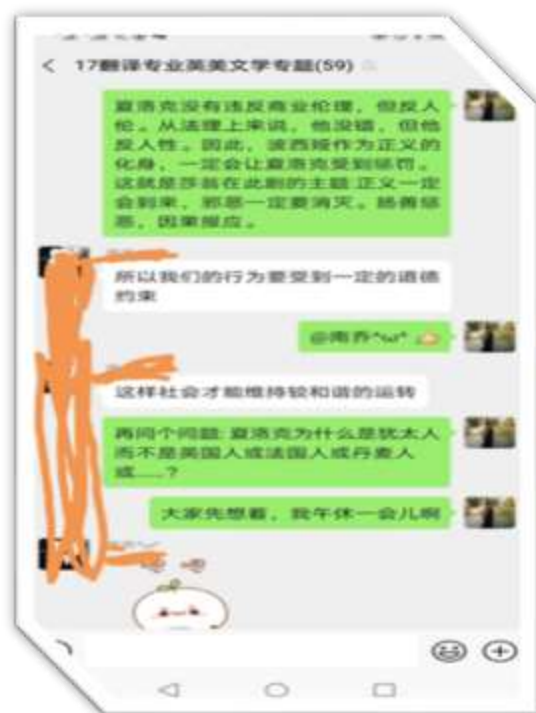 17翻译专业英美文学专题(59)
夏洛克没有违反商业伦理，但反人
伦。从法理上来说，他没错，但他
反人性。因此，波西娅作为正义的
化身，一定会让夏洛克受到惩罚。
这就是莎翁在此剧的主题:正义一定
会到来，邪恶一定要消灭。扬善惩
恶，因果报应。
所以我们的行为要受到一定的道德
约束
@南乔^ω^
这样社会才能维持较和谐的运转
再问个问题: 夏洛克为什么是犹太人
而不是英国人或法国人或丹麦人
或……?
大家先想着，我午休一会儿啊